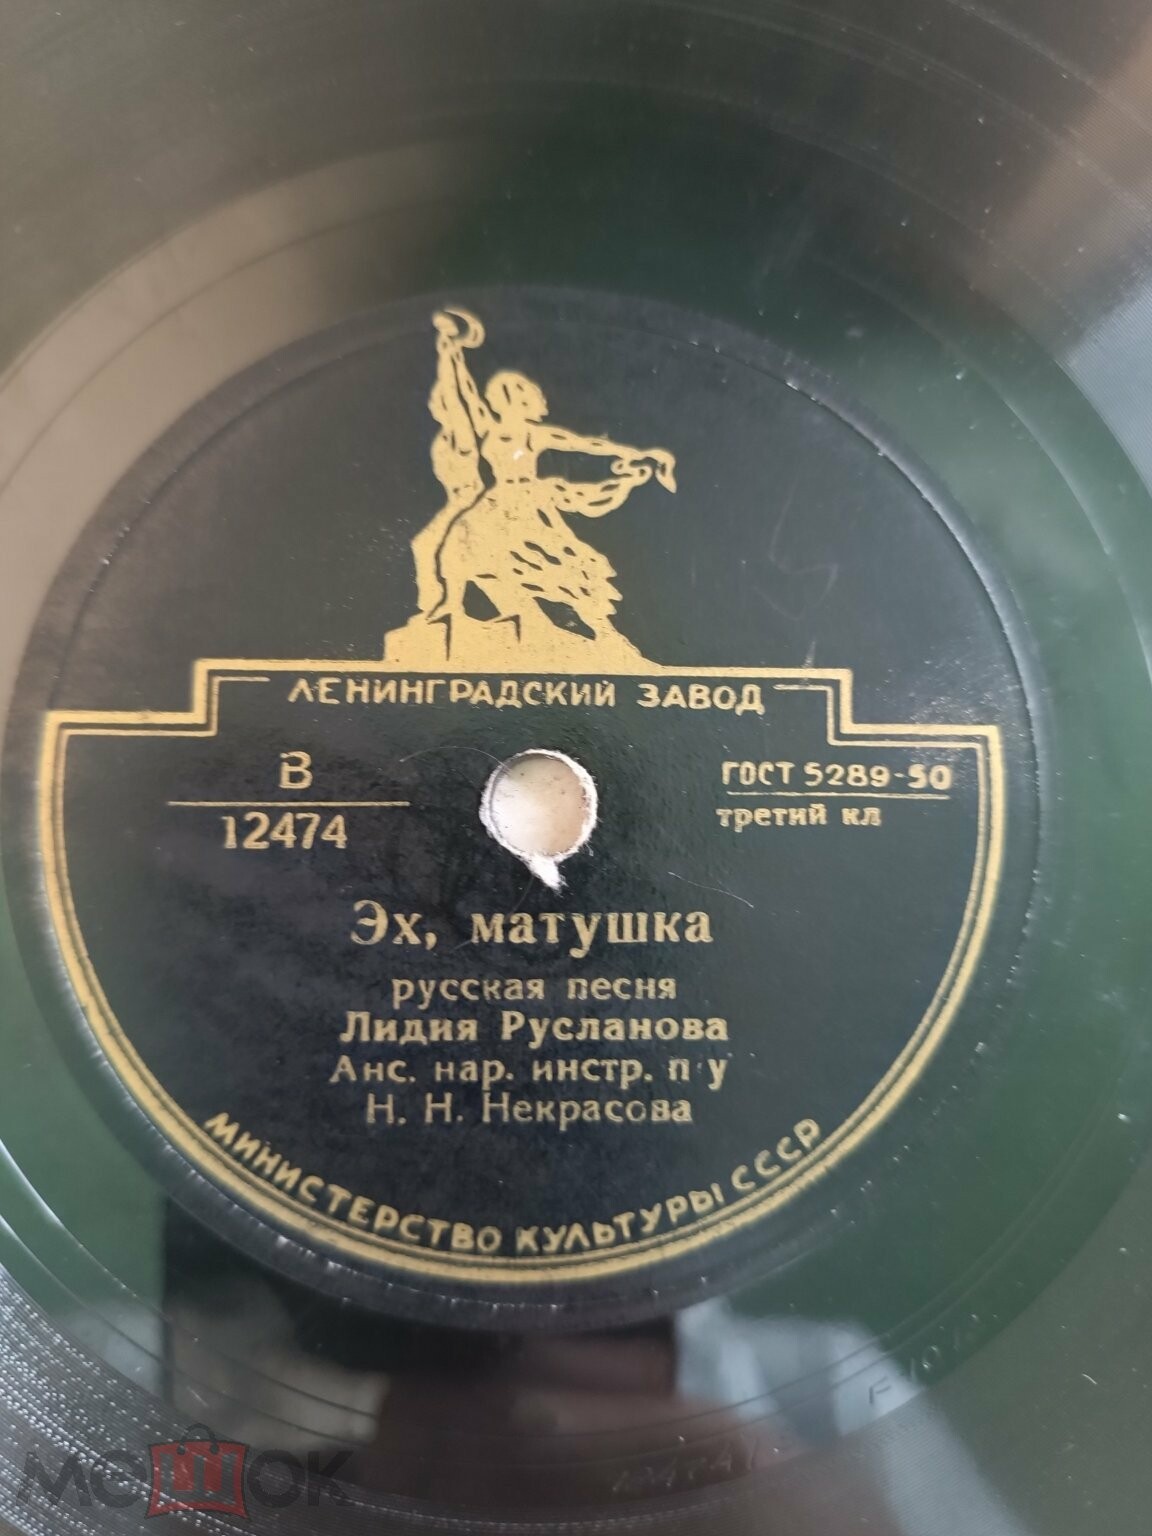 ЛЕНИНГРАДСКИЙ ЗАВОД
В
12474
ГОСТ 5289-50
третий кл
Эх, матушка
русская песня
Лидия Русланова
Анс. нар. инстр. п/у
Н. Н. Некрасова
МИНИСТЕРСТВО КУЛЬТУРЫ СССР
МЕШОК